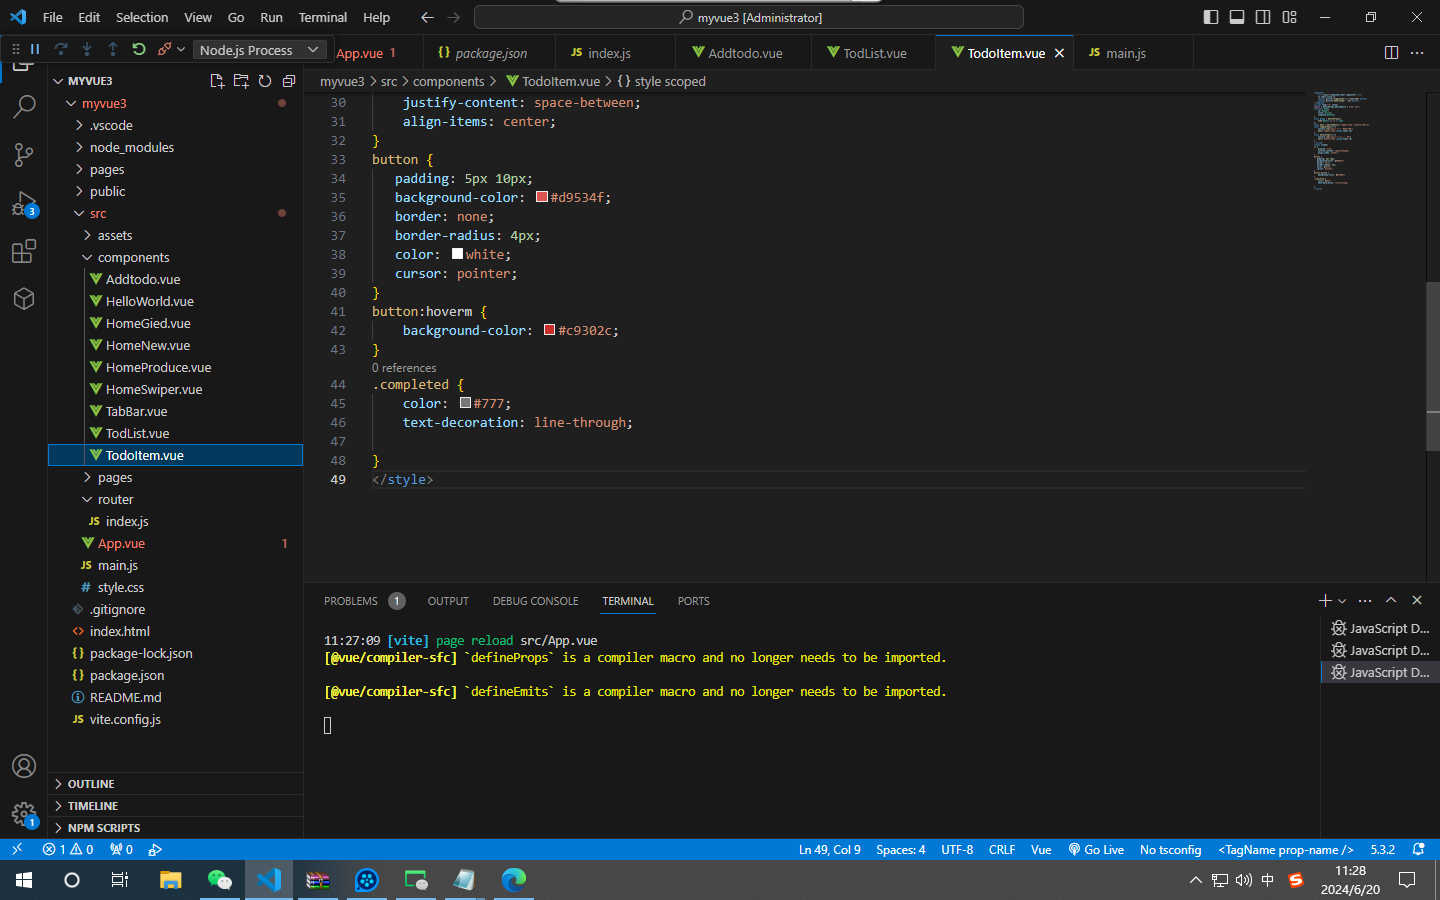 File Edit Selection View Go Run Terminal Help
myvue3 [Administrator]
Node.js Process
App.vue 1
package.json
index.js
Addtodo.vue
TodList.vue
TodoItem.vue
main.js
MYVUE3
myvue3
.vscode
node_modules
pages
public
src
assets
components
Addtodo.vue
HelloWorld.vue
HomeGied.vue
HomeNew.vue
HomeProduce.vue
HomeSwiper.vue
TabBar.vue
TodList.vue
TodoItem.vue
pages
router
JS index.js
App.vue 1
JS main.js
# style.css
.gitignore
index.html
{} package-lock.json
{} package.json
README.md
JS vite.config.js
OUTLINE
TIMELINE
NPM SCRIPTS
3
1
myvue3 > src > components > TodoItem.vue > {} style scoped
30 justify-content: space-between;
31 align-items: center;
32 }
33 button {
34 padding: 5px 10px;
35 background-color: #d9534f;
36 border: none;
37 border-radius: 4px;
38 color: white;
39 cursor: pointer;
40 }
41 button:hoverm {
42 background-color: #c9302c;
43 }
0 references
44 .completed {
45 color: #777;
46 text-decoration: line-through;
47
48 }
49 </style>
PROBLEMS 1 OUTPUT DEBUG CONSOLE TERMINAL PORTS
11:27:09 [vite] page reload src/App.vue
[@vue/compiler-sfc] `defineProps` is a compiler macro and no longer needs to be imported.
[@vue/compiler-sfc] `defineEmits` is a compiler macro and no longer needs to be imported.
JavaScript D...
JavaScript D...
JavaScript D...
1 0 0
Ln 49, Col 9 Spaces: 4 UTF-8 CRLF Vue Go Live No tsconfig <TagName prop-name /> 5.3.2
中
11:28
2024/6/20